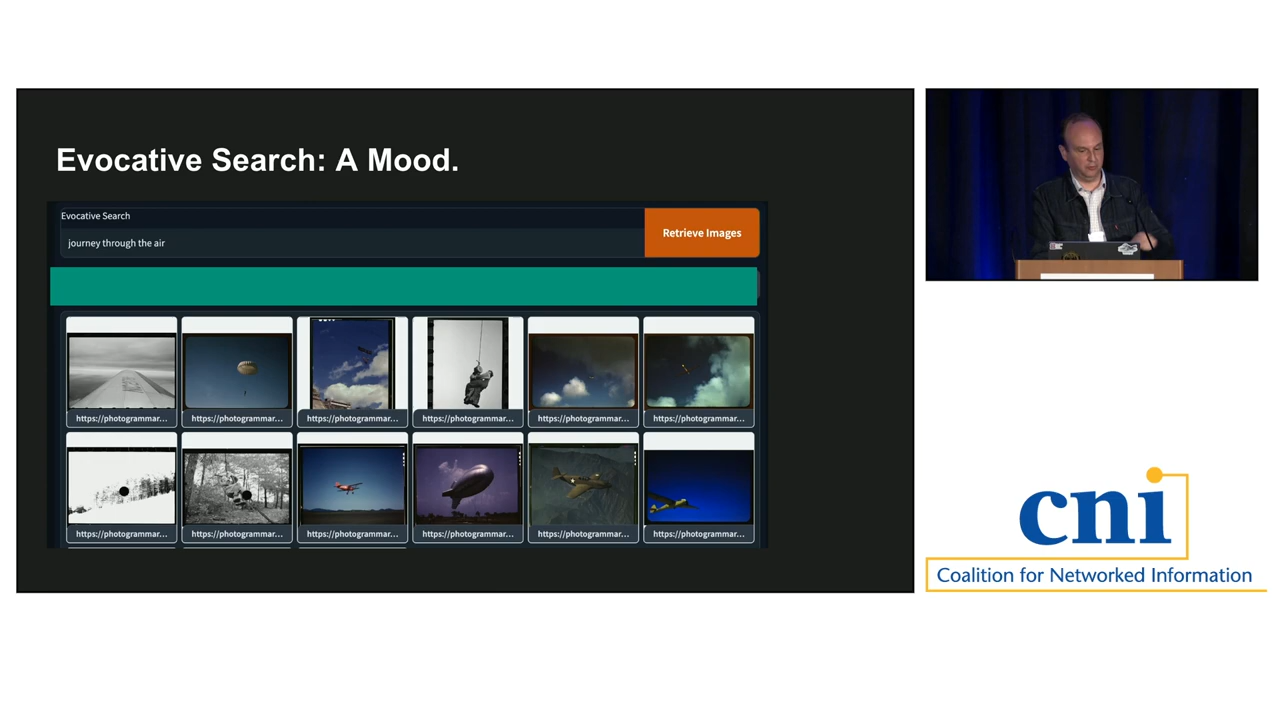 Evocative Search: A Mood.
Evocative Search
journey through the air
Retrieve Images
https://photogrammar...
https://photogrammar...
https://photogrammar...
https://photogrammar...
https://photogrammar...
https://photogrammar...
https://photogrammar...
https://photogrammar...
https://photogrammar...
https://photogrammar...
https://photogrammar...
https://photogrammar...
cni
Coalition for Networked Information